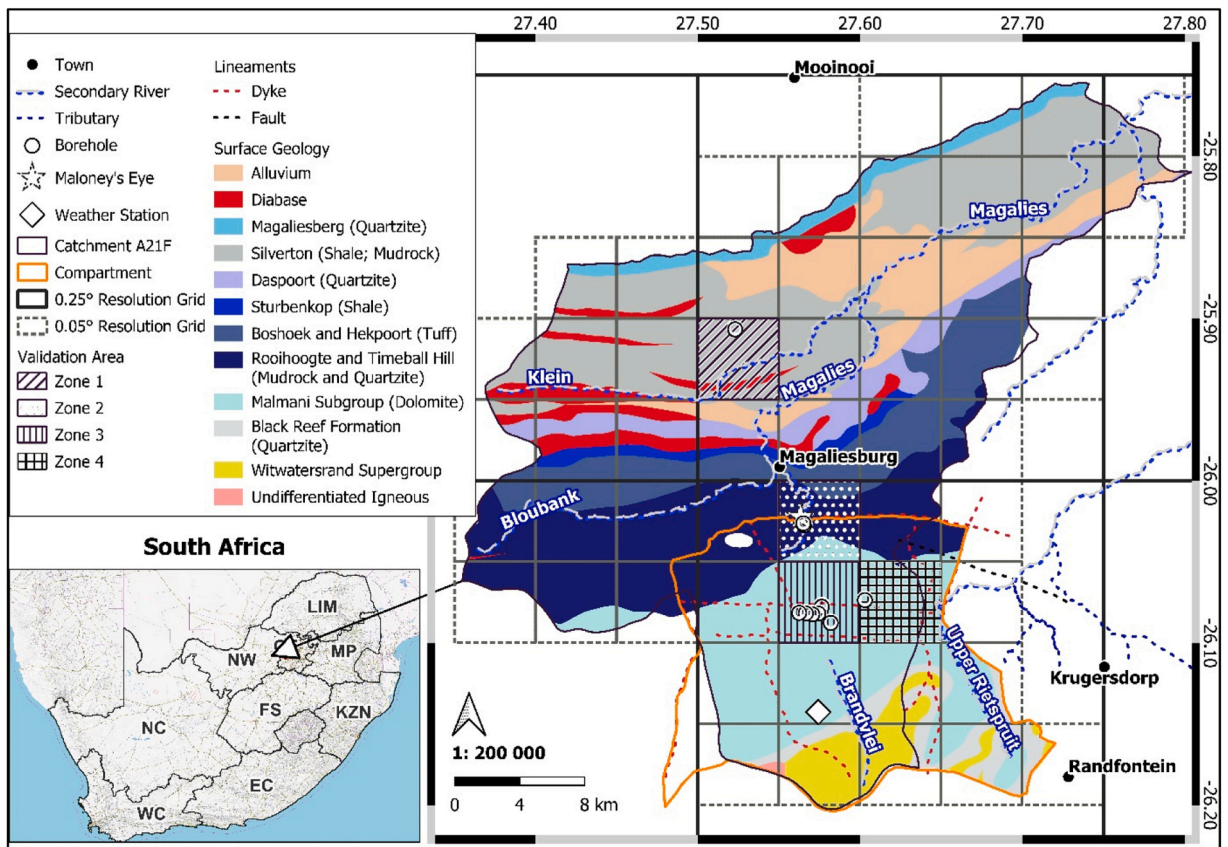 27.40 27.50 27.60 27.70 27.80
Town
Secondary River
Tributary
Borehole
Maloney's Eye
Weather Station
Catchment A21F
Compartment
0.25° Resolution Grid
0.05° Resolution Grid
Validation Area
Zone 1
Zone 2
Zone 3
Zone 4
Lineaments
Dyke
Fault
Surface Geology
Alluvium
Diabase
Magaliesberg (Quartzite)
Silverton (Shale; Mudrock)
Daspoort (Quartzite)
Sturbenkop (Shale)
Boshoek and Hekpoort (Tuff)
Rooihoogte and Timeball Hill
(Mudrock and Quartzite)
Malmani Subgroup (Dolomite)
Black Reef Formation
(Quartzite)
Witwatersrand Supergroup
Undifferentiated Igneous
Mooinooi
Magalies
Klein
Magalies
Magaliesburg
Bloubank
Upper Rietspruit
Brandvlei
Krugersdorp
Randfontein
-25.80
-25.90
-26.00
-26.10
-26.20
1: 200 000
0 4 8 km
South Africa
LIM
NW
MP
FS
KZN
NC
EC
WC